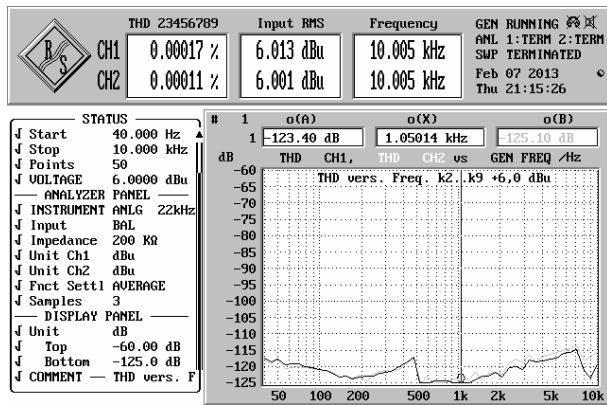 THD 23456789 Input RMS Frequency
R&S
CH1 0.00017 % 6.013 dBu 10.005 kHz
CH2 0.00011 % 6.001 dBu 10.005 kHz
GEN RUNNING
ANL 1:TERM 2:TERM
SWP TERMINATED
Feb 07 2013
Thu 21:15:26
STATUS
Start 40.000 Hz
Stop 10.000 kHz
Points 50
VOLTAGE 6.0000 dBu
ANALYZER PANEL
INSTRUMENT ANLG 22kHz
Input BAL
Impedance 200 KΩ
Unit Ch1 dBu
Unit Ch2 dBu
Fnct Settl AVERAGE
Samples 3
DISPLAY PANEL
Unit dB
Top -60.00 dB
Bottom -125.0 dB
COMMENT — THD vers. F
# 1 o(A) o(X) o(B)
1 -123.40 dB 1.05014 kHz -125.10 dB
dB THD CH1, THD CH2 vs GEN FREQ /Hz
THD vers. Freq. k2..k9 +6,0 dBu
-60
-65
-70
-75
-80
-85
-90
-95
-100
-105
-110
-115
-120
-125
50 100 200 500 1k 2k 5k 10k